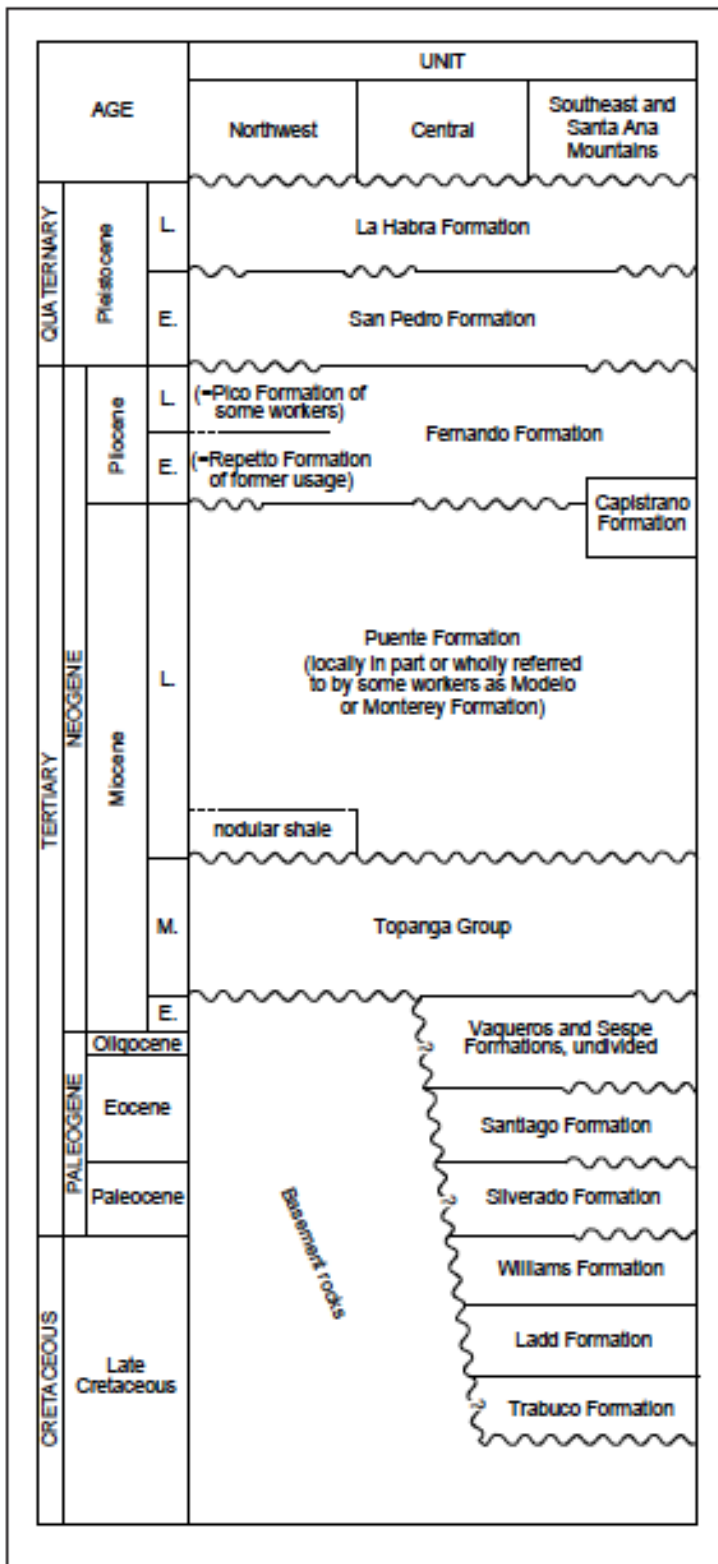 UNIT
AGE
Northwest
Central
Southeast and
Santa Ana
Mountains
QUATERNARY
Pleistocene
L.
La Habra Formation
E.
San Pedro Formation
TERTIARY
NEOGENE
Pliocene
L.
(=Pico Formation of
some workers)
Fernando Formation
E.
(=Repetto Formation
of former usage)
Capistrano
Formation
Miocene
L.
Puente Formation
(locally in part or wholly referred
to by some workers as Modelo
or Monterey Formation)
nodular shale
M.
Topanga Group
E.
Vaqueros and Sespe
Formations, undivided
PALEOGENE
Oligocene
?
Eocene
Santiago Formation
Paleocene
?
Silverado Formation
Basement rocks
CRETACEOUS
Late
Cretaceous
Williams Formation
Ladd Formation
?
Trabuco Formation